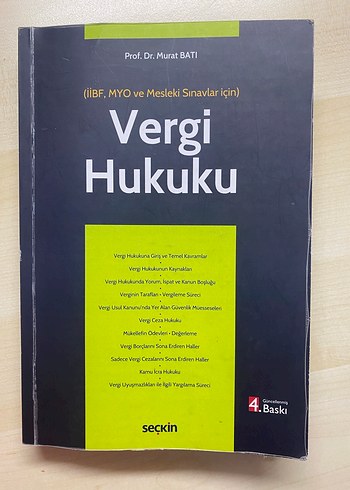 Prof. Dr. Murat BATI
(İİBF, MYO ve Mesleki Sınavlar için)
Vergi
Hukuku
Vergi Hukukuna Giriş ve Temel Kavramlar
Vergi Hukukunun Kaynakları
Vergi Hukukunda Yorum, İspat ve Kanun Boşluğu
Verginin Tarafları • Vergileme Süreci
Vergi Usul Kanunu'nda Yer Alan Güvenlik Müesseseleri
Vergi Ceza Hukuku
Mükellefin Ödevleri • Değerleme
Vergi Borçlarını Sona Erdiren Haller
Sadece Vergi Cezalarını Sona Erdiren Haller
Kamu İcra Hukuku
Vergi Uyuşmazlıkları ile İlgili Yargılama Süreci
Güncellenmiş
4. Baskı
seçkin